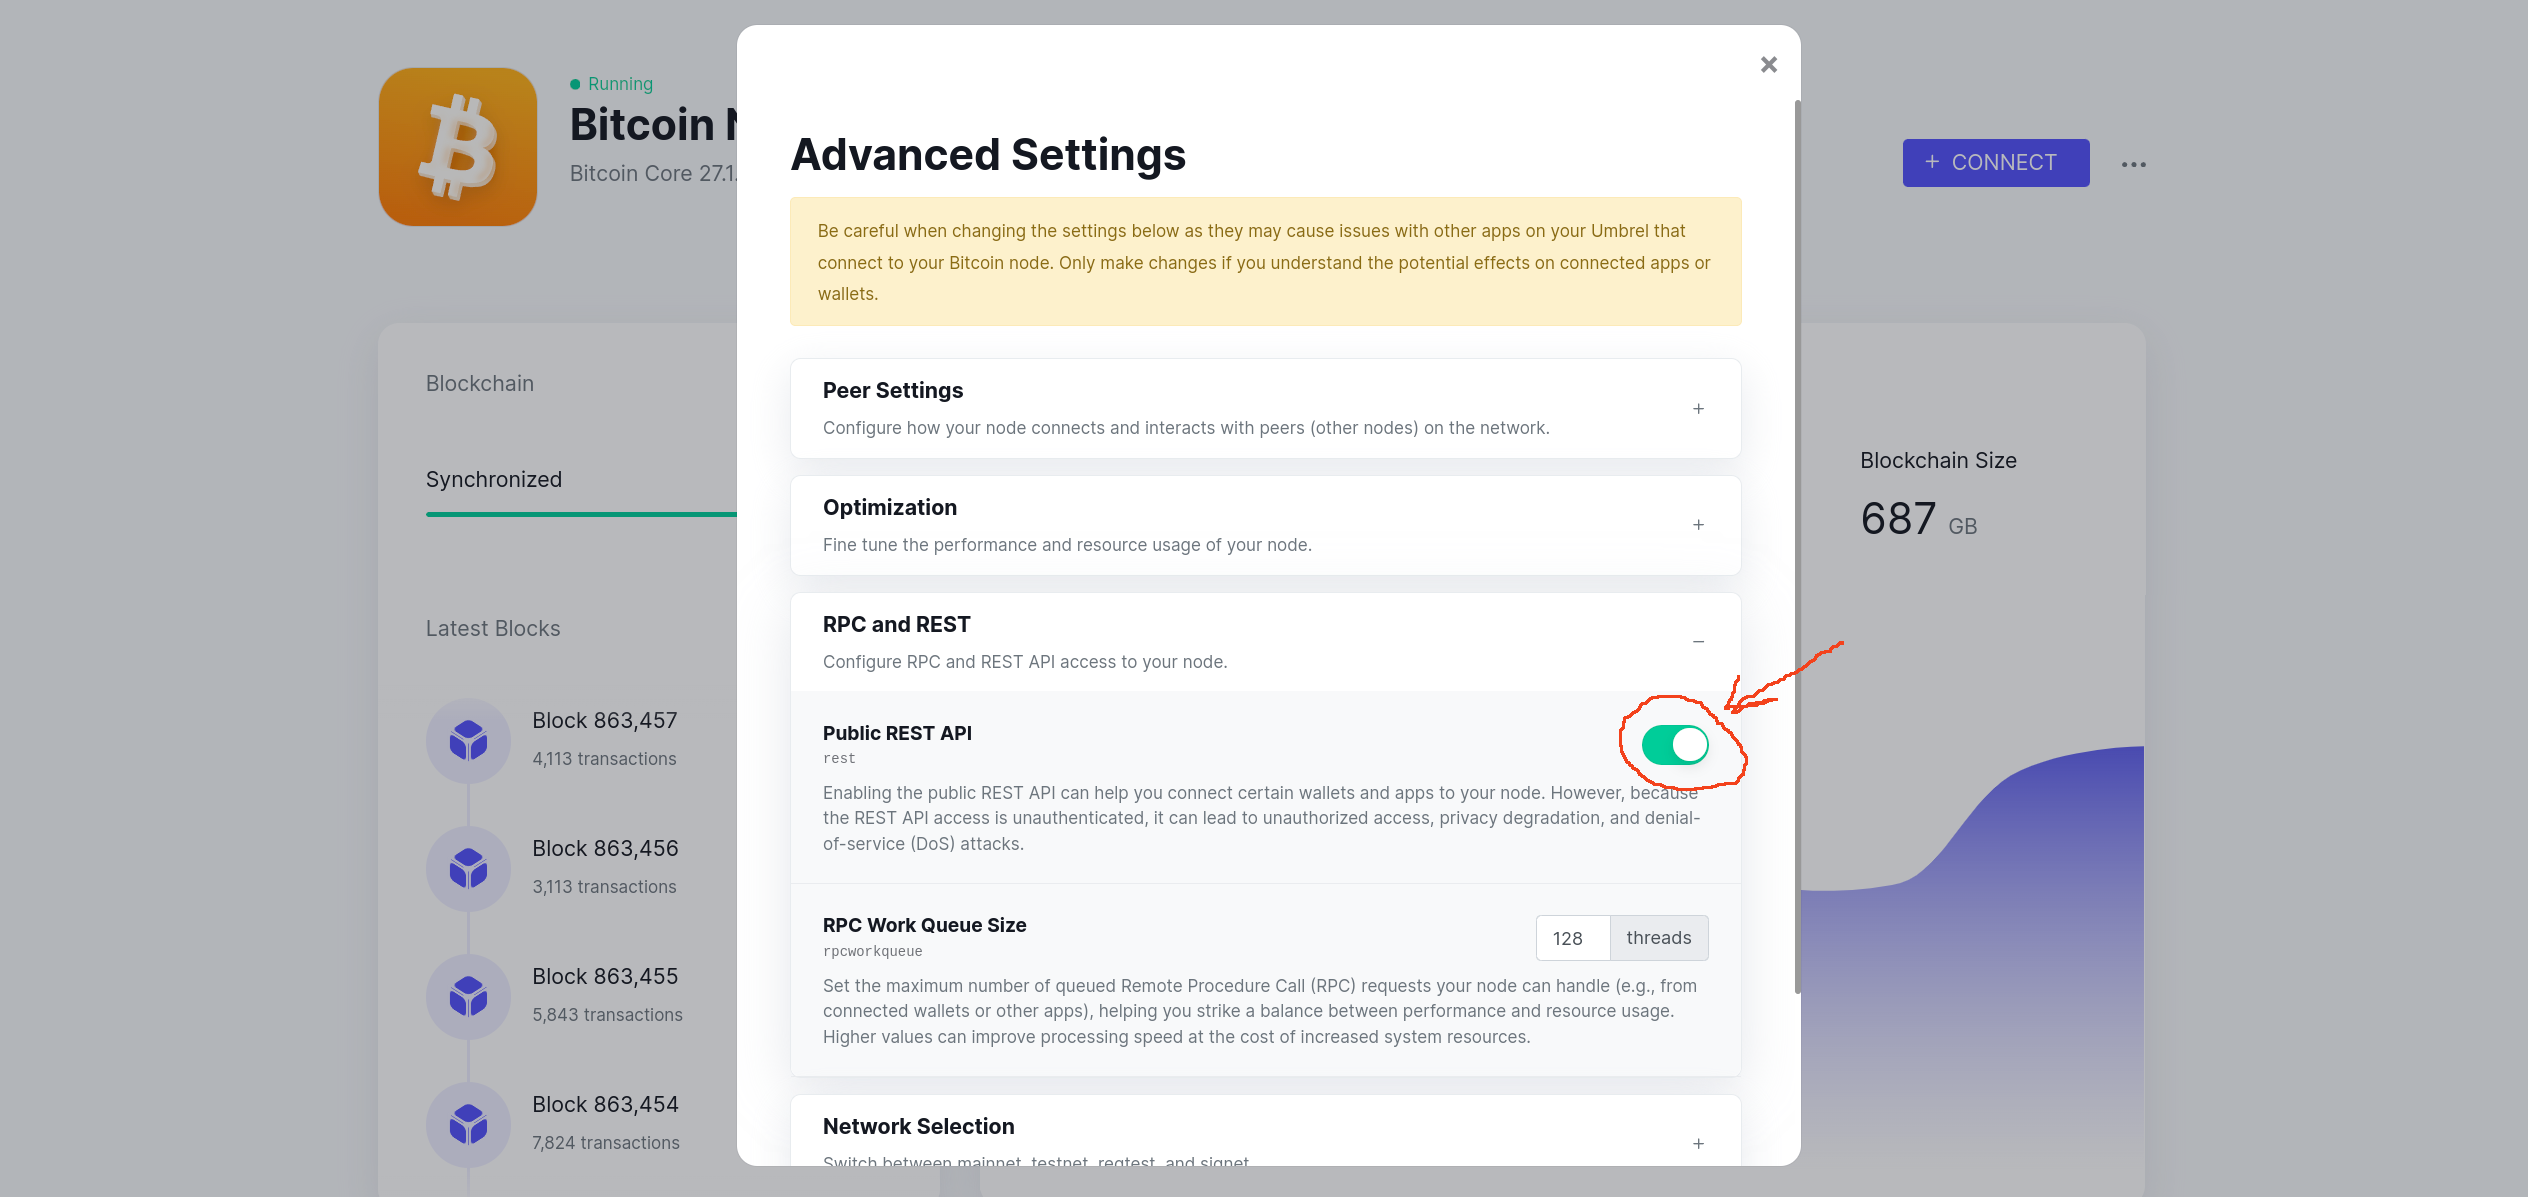 Running
Bitcoin
Bitcoin Core 27.1.
+ CONNECT
Blockchain
Synchronized
Latest Blocks
Block 863,457
4,113 transactions
Block 863,456
3,113 transactions
Block 863,455
5,843 transactions
Block 863,454
7,824 transactions
Advanced Settings
Be careful when changing the settings below as they may cause issues with other apps on your Umbrel that
connect to your Bitcoin node. Only make changes if you understand the potential effects on connected apps or
wallets.
Peer Settings
Configure how your node connects and interacts with peers (other nodes) on the network.
Optimization
Fine tune the performance and resource usage of your node.
RPC and REST
Configure RPC and REST API access to your node.
Public REST API
rest
Enabling the public REST API can help you connect certain wallets and apps to your node. However, because
the REST API access is unauthenticated, it can lead to unauthorized access, privacy degradation, and denial-
of-service (DoS) attacks.
RPC Work Queue Size
rpcworkqueue
128 threads
Set the maximum number of queued Remote Procedure Call (RPC) requests your node can handle (e.g., from
connected wallets or other apps), helping you strike a balance between performance and resource usage.
Higher values can improve processing speed at the cost of increased system resources.
Network Selection
Switch between mainnet, testnet, regtest, and signet
Blockchain Size
687 GB